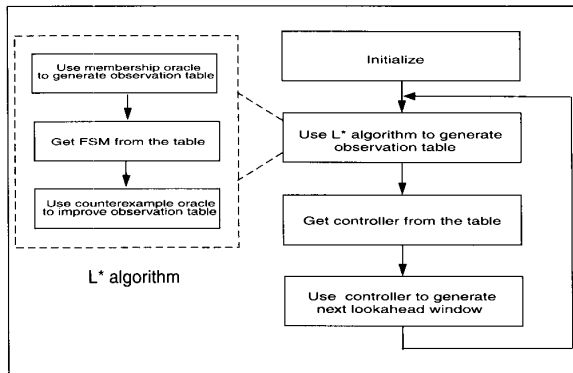 Use membership oracle
to generate observation table
Get FSM from the table
Use counterexample oracle
to improve observation table
L* algorithm
Initialize
Use L* algorithm to generate
observation table
Get controller from the table
Use controller to generate
next lookahead window